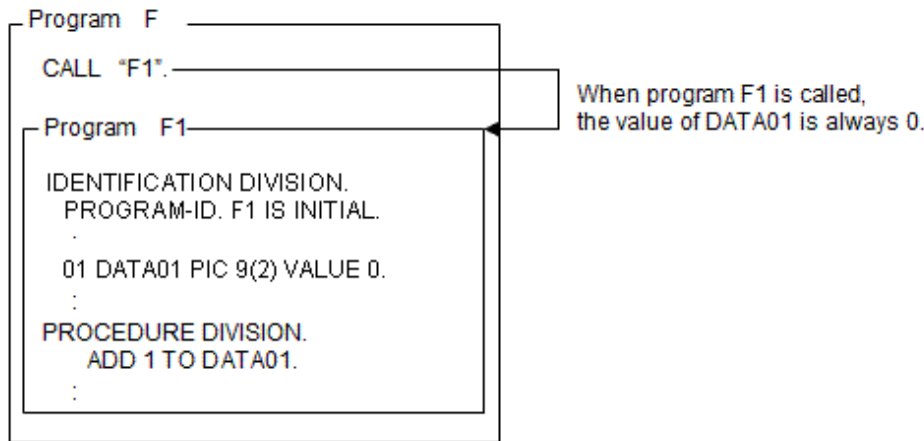 Program F
CALL “F1”.
When program F1 is called,
the value of DATA01 is always 0.
Program F1
IDENTIFICATION DIVISION.
PROGRAM-ID. F1 IS INITIAL.
:
01 DATA01 PIC 9(2) VALUE 0.
:
PROCEDURE DIVISION.
ADD 1 TO DATA01.
: